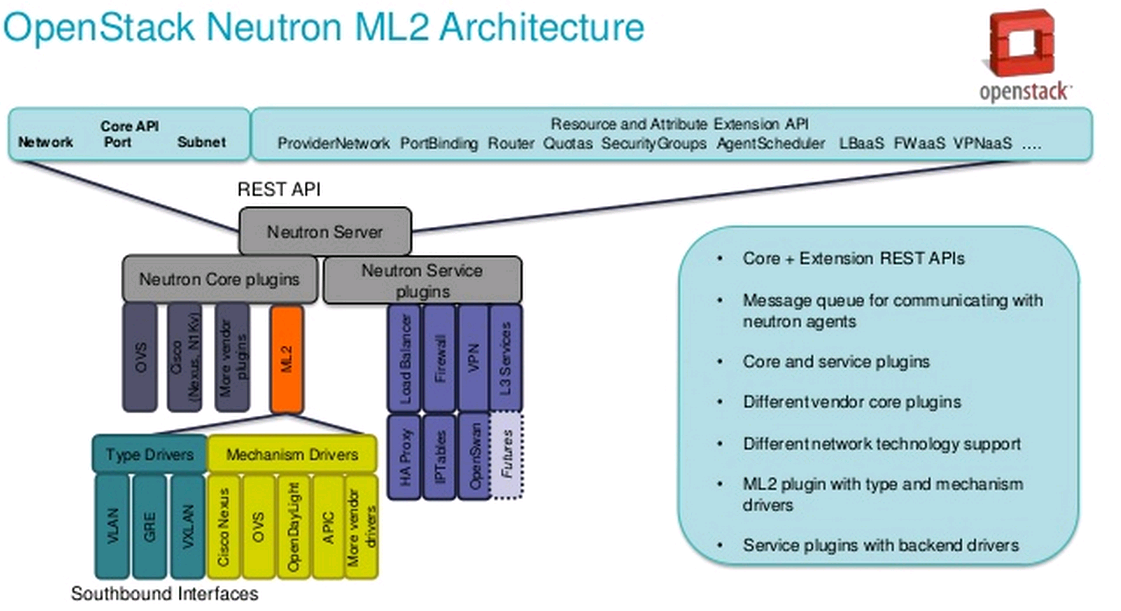 OpenStack Neutron ML2 Architecture
openstack
Core API
Network Port Subnet
Resource and Attribute Extension API
ProviderNetwork PortBinding Router Quotas SecurityGroups AgentScheduler LBaaS FWaaS VPNaaS ....
REST API
Neutron Server
Neutron Core plugins
Neutron Service
plugins
OVS
Cisco
(Nexus, N1Kv)
More vendor
plugins
ML2
Load Balancer
Firewall
VPN
L3 Services
HA Proxy
IPTables
OpenSwan
Futures
Type Drivers
Mechanism Drivers
VLAN
GRE
VXLAN
Cisco Nexus
OVS
OpenDayLight
APIC
More vendor
drivers
Southbound Interfaces
• Core + Extension REST APIs
• Message queue for communicating with
neutron agents
• Core and service plugins
• Different vendor core plugins
• Different network technology support
• ML2 plugin with type and mechanism
drivers
• Service plugins with backend drivers